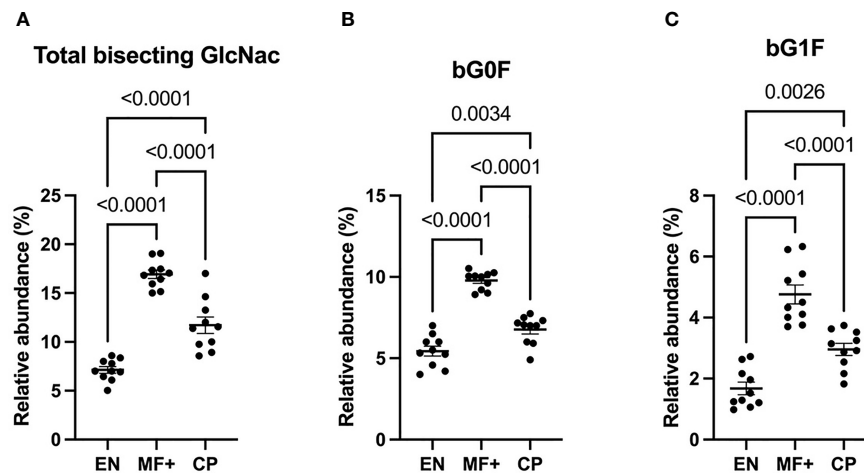 A
Total bisecting GlcNac
<0.0001
<0.0001
<0.0001
Relative abundance (%)
25
20
15
10
5
0
EN MF+ CP
B
bG0F
0.0034
<0.0001
<0.0001
Relative abundance (%)
15
10
5
0
EN MF+ CP
C
bG1F
0.0026
<0.0001
<0.0001
Relative abundance (%)
8
6
4
2
0
EN MF+ CP